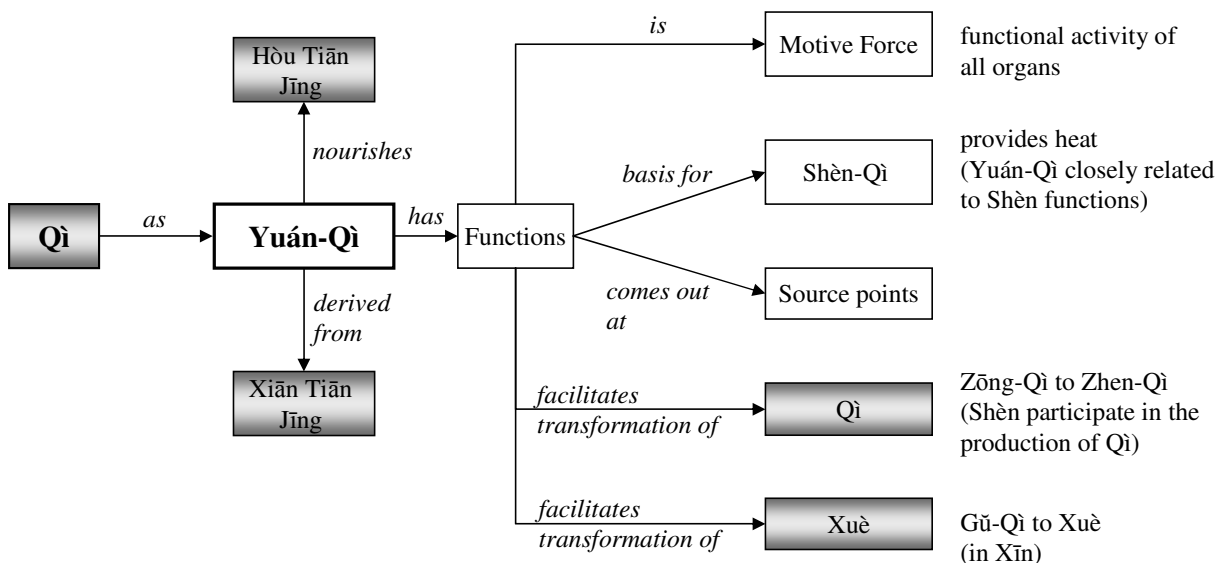 Hòu Tiān
Jīng
nourishes
Qì
as
Yuán-Qì
has
Functions
derived
from
Xiān Tiān
Jīng
is
Motive Force
functional activity of
all organs
basis for
Shèn-Qì
provides heat
(Yuán-Qì closely related
to Shèn functions)
comes out
at
Source points
facilitates
transformation of
Qì
Zōng-Qì to Zhen-Qì
(Shèn participate in the
production of Qì)
facilitates
transformation of
Xuè
Gǔ-Qì to Xuè
(in Xīn)